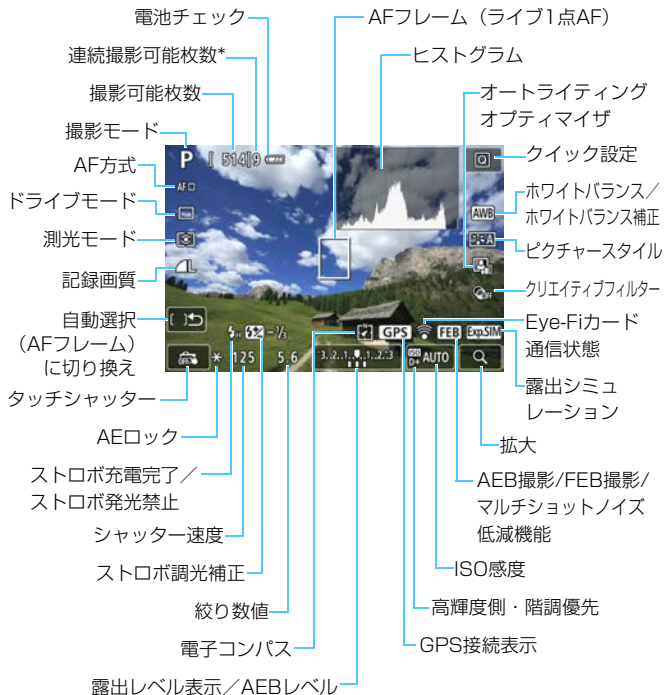 電池チェック
AFフレーム（ライブ1点AF）
連続撮影可能枚数*
ヒストグラム
撮影可能枚数
オートライティング
オプティマイザ
撮影モード
クイック設定
AF方式
ホワイトバランス／
ホワイトバランス補正
ドライブモード
測光モード
ピクチャースタイル
記録画質
クリエイティブフィルター
自動選択
（AFフレーム）
に切り換え
Eye-Fiカード
通信状態
タッチシャッター
露出シミュ
レーション
AEロック
拡大
ストロボ充電完了／
ストロボ発光禁止
AEB撮影/FEB撮影/
マルチショットノイズ
低減機能
シャッター速度
ストロボ調光補正
ISO感度
絞り数値
高輝度側・階調優先
電子コンパス
GPS接続表示
露出レベル表示／AEBレベル
P [ 514]9
Q
AF
AWB
L
OFF
H -1/3 GPS FEB Exp.SIM
125 5.6 3..2..1..1..2..3 ISO D+ AUTO